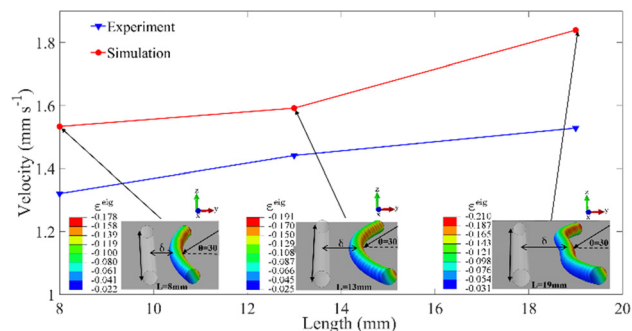 Experiment
Simulation
Velocity (mm s⁻¹)
1.8
1.6
1.4
1.2
1
8
10
12
14
16
18
20
Length (mm)
ε^eig
-0.178
-0.158
-0.139
-0.119
-0.100
-0.080
-0.061
-0.041
-0.022
z
y
δ
θ=30
L=8mm
ε^eig
-0.191
-0.170
-0.150
-0.129
-0.108
-0.087
-0.066
-0.045
-0.025
z
y
δ
θ=30
L=13mm
ε^eig
-0.210
-0.187
-0.165
-0.143
-0.121
-0.098
-0.076
-0.054
-0.031
z
y
δ
θ=30
L=19mm